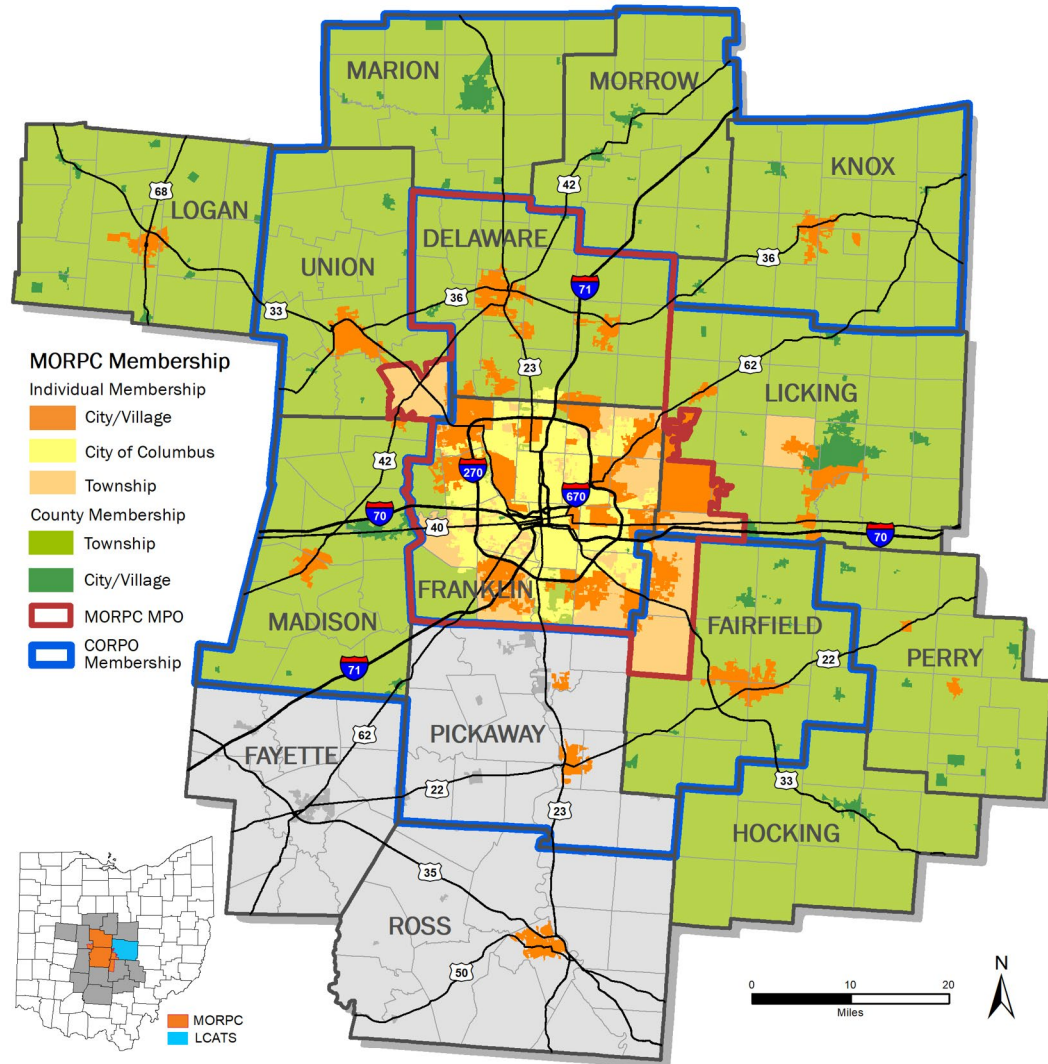 MARION
MORROW
KNOX
68
LOGAN
42
DELAWARE
UNION
36
71
36
33
62
23
LICKING
MORPC Membership
Individual Membership
City/Village
City of Columbus
Township
County Membership
Township
City/Village
MORPC MPO
CORPO
Membership
42
270
670
70
40
70
FRANKLIN
MADISON
FAIRFIELD
22
PERRY
71
62
PICKAWAY
FAYETTE
22
23
33
HOCKING
35
ROSS
50
N
0 10 20
Miles
MORPC
LCATS